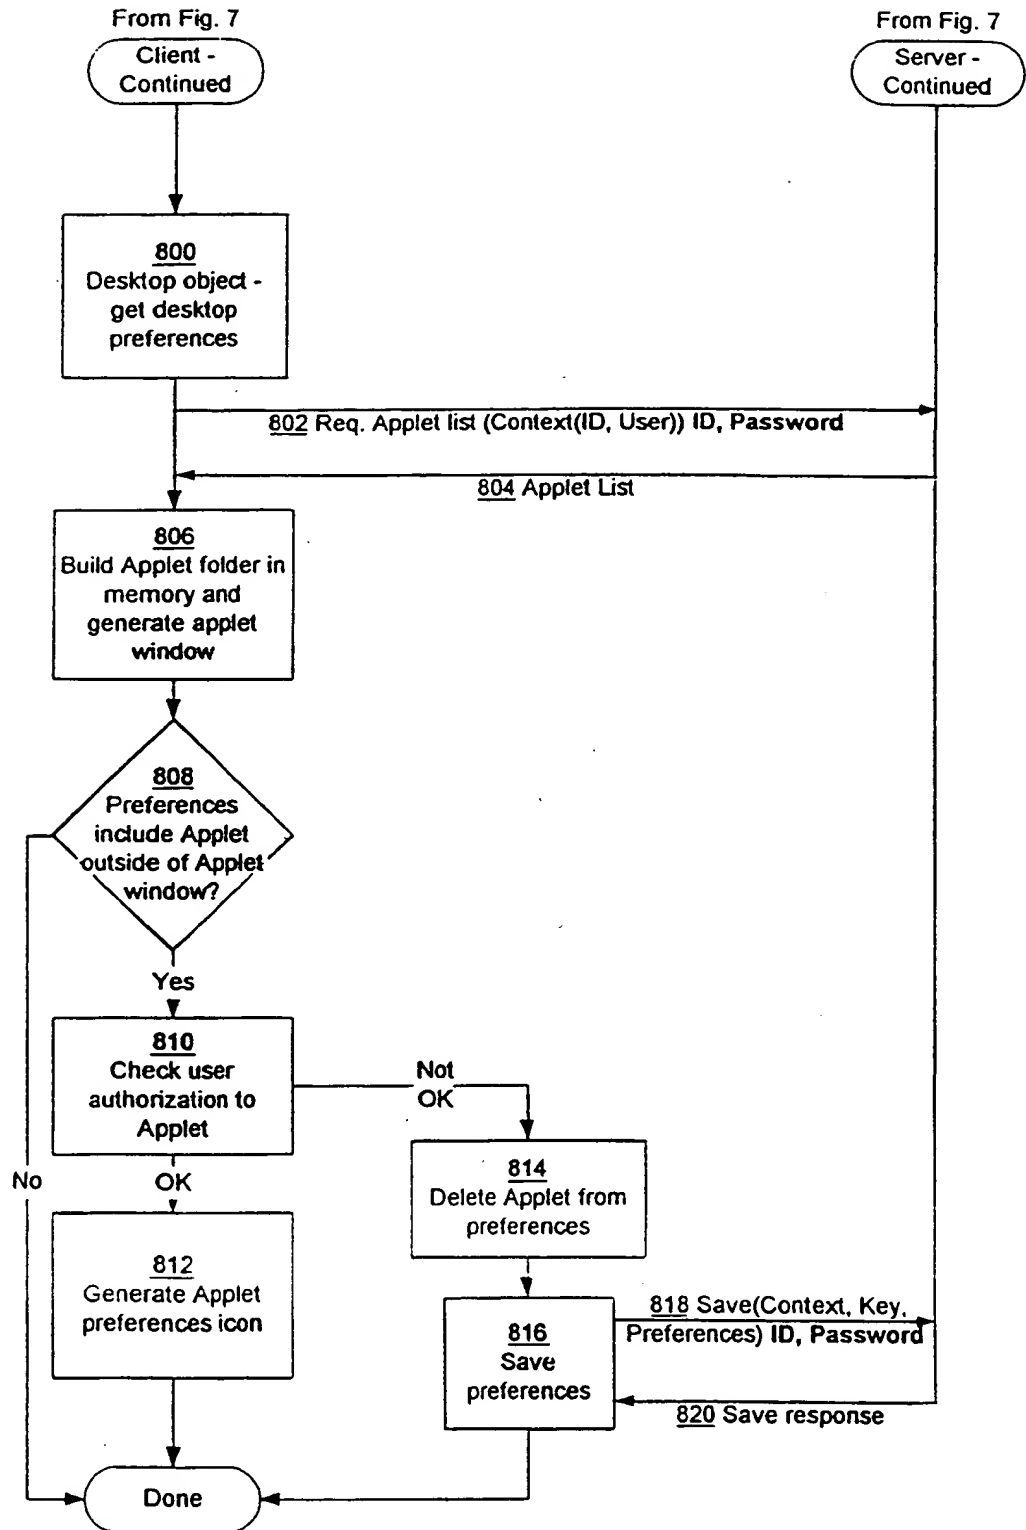 From Fig. 7
Client -
Continued
From Fig. 7
Server -
Continued
800
Desktop object -
get desktop
preferences
802 Req. Applet list (Context(ID, User)) ID, Password
804 Applet List
806
Build Applet folder in
memory and
generate applet
window
808
Preferences
include Applet
outside of Applet
window?
Yes
810
Check user
authorization to
Applet
Not
OK
No
OK
814
Delete Applet from
preferences
812
Generate Applet
preferences icon
816
Save
preferences
818 Save(Context, Key,
Preferences) ID, Password
820 Save response
Done